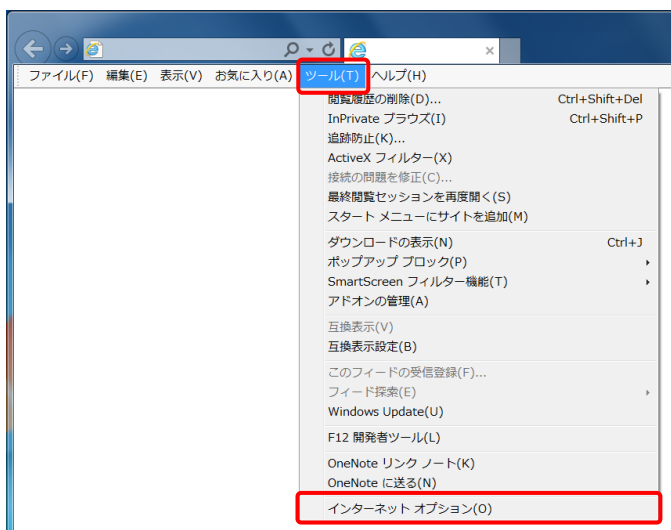 ファイル(F) 編集(E) 表示(V) お気に入り(A) ツール(T) ヘルプ(H)
閲覧履歴の削除(D)... Ctrl+Shift+Del
InPrivate ブラウズ(I) Ctrl+Shift+P
追跡防止(K)...
ActiveX フィルター(X)
接続の問題を修正(C)...
最終閲覧セッションを再度開く(S)
スタート メニューにサイトを追加(M)
ダウンロードの表示(N) Ctrl+J
ポップアップ ブロック(P)
SmartScreen フィルター機能(T)
アドオンの管理(A)
互換表示(V)
互換表示設定(B)
このフィードの受信登録(F)...
フィード探索(E)
Windows Update(U)
F12 開発者ツール(L)
OneNote リンク ノート(K)
OneNote に送る(N)
インターネット オプション(O)